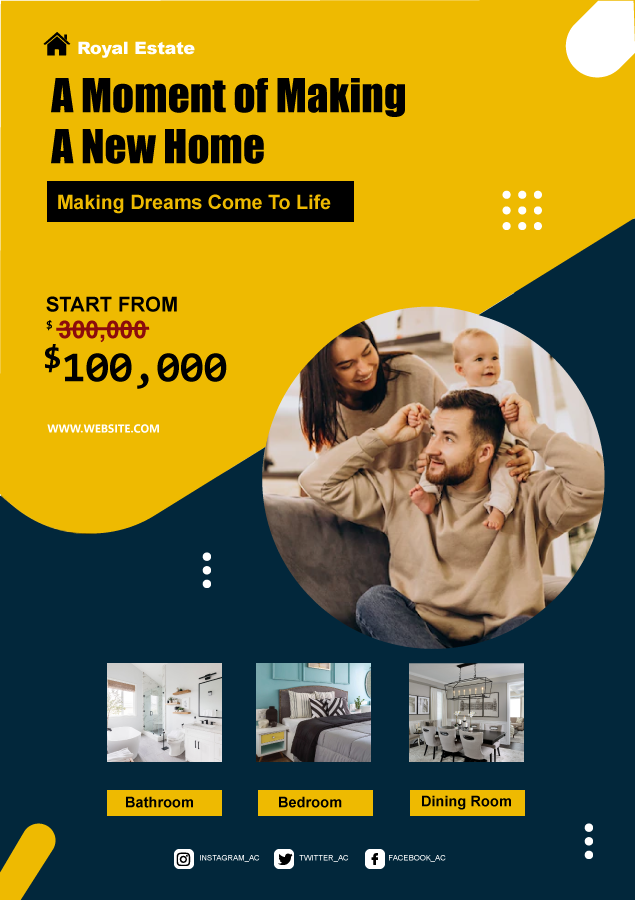 Royal Estate
A Moment of Making
A New Home
Making Dreams Come To Life
START FROM
$ 300,000
$100,000
WWW.WEBSITE.COM
Bathroom
Bedroom
Dining Room
INSTAGRAM_AC
TWITTER_AC
FACEBOOK_AC